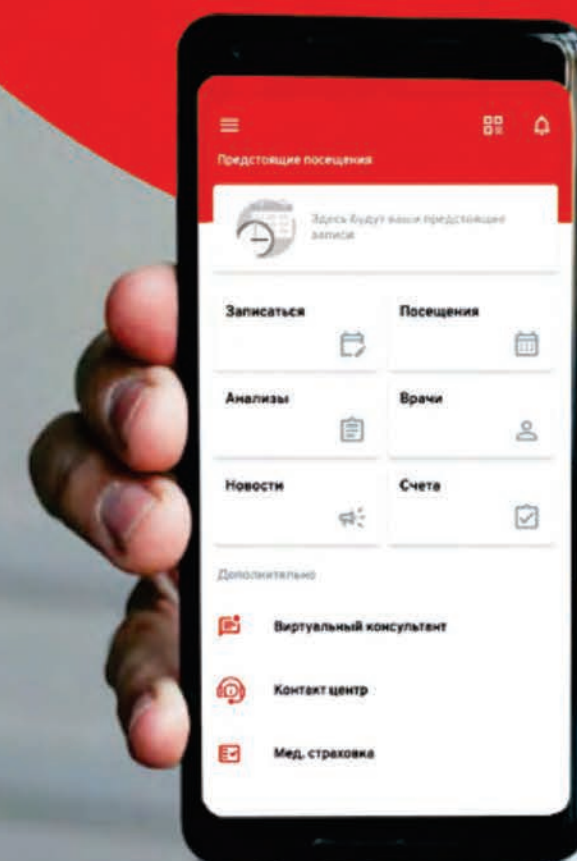 Предстоящие посещения
Здесь будут ваши предстоящие
записи
Записаться
Посещения
Анализы
Врачи
Новости
Счета
Дополнительно
Виртуальный консультант
Контакт центр
Мед. страховка